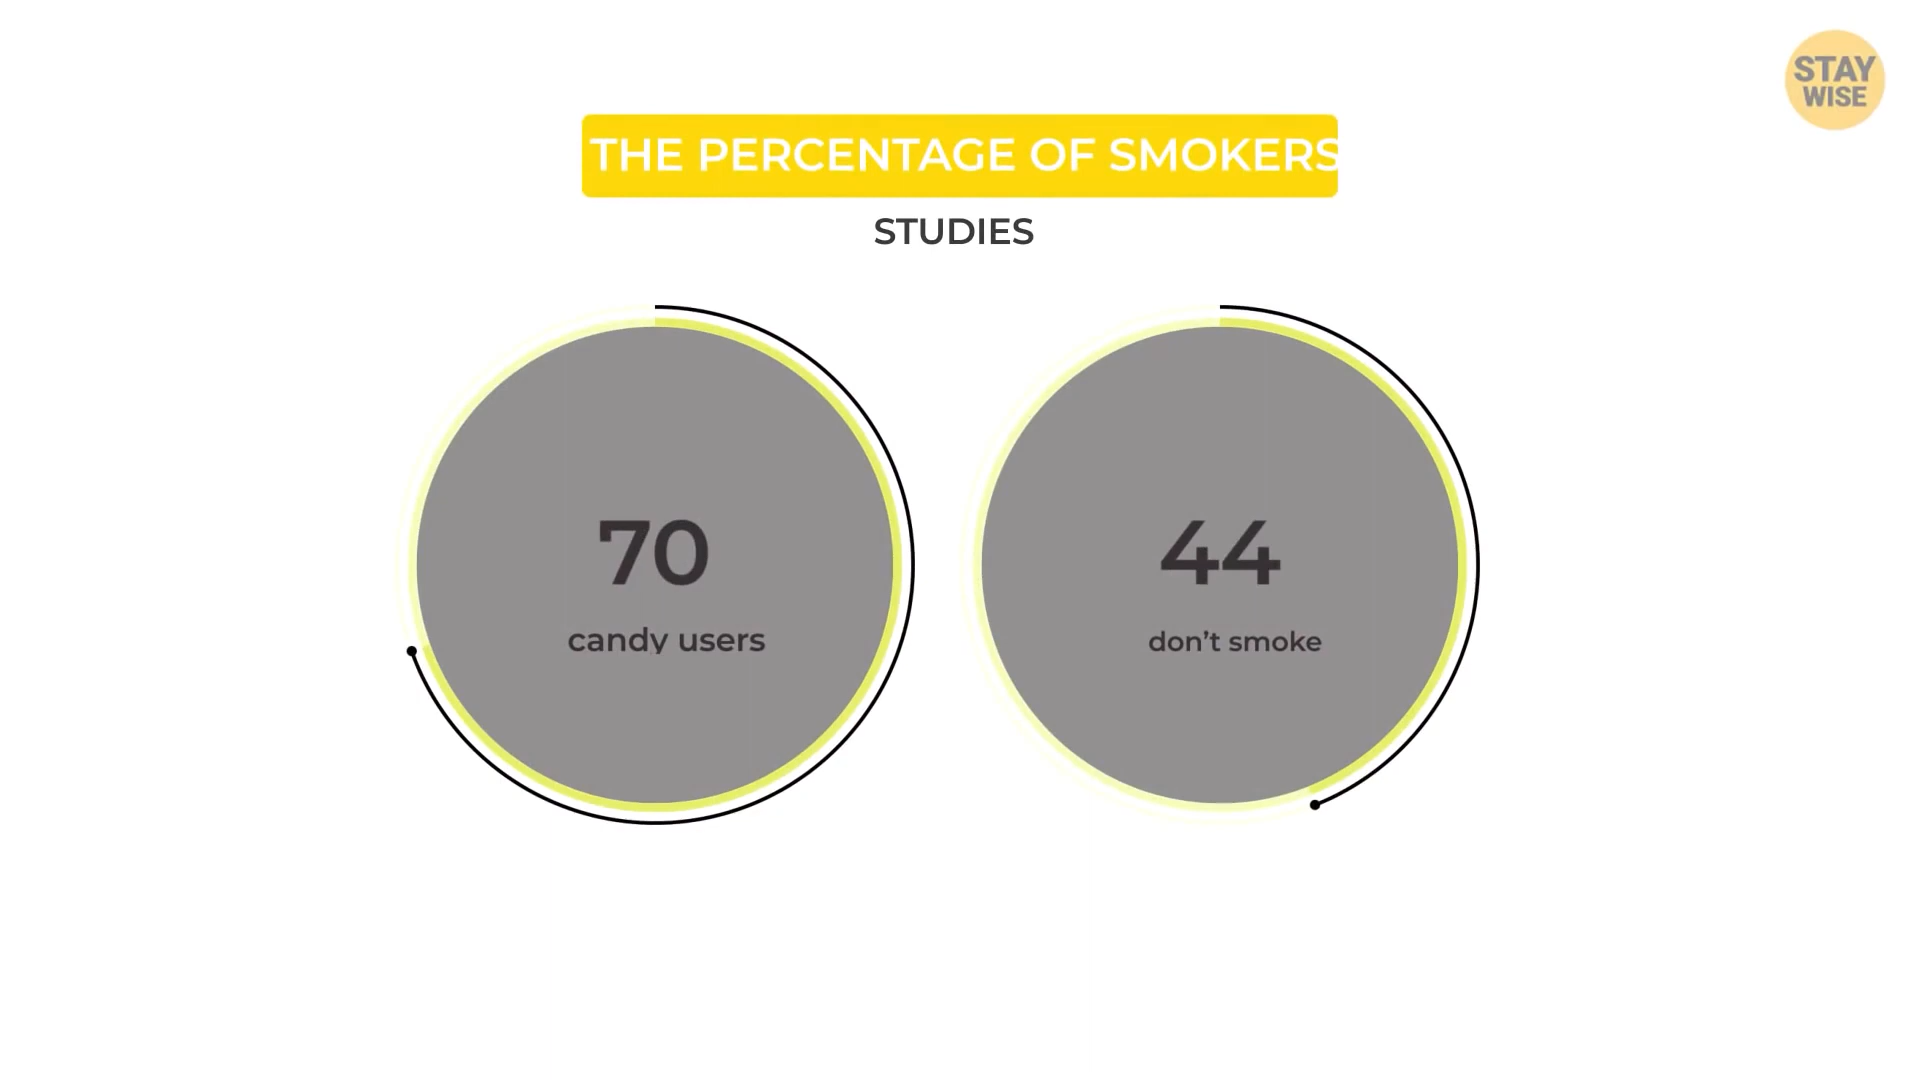 STAY
WISE
THE PERCENTAGE OF SMOKERS
STUDIES
70
candy users
44
don’t smoke